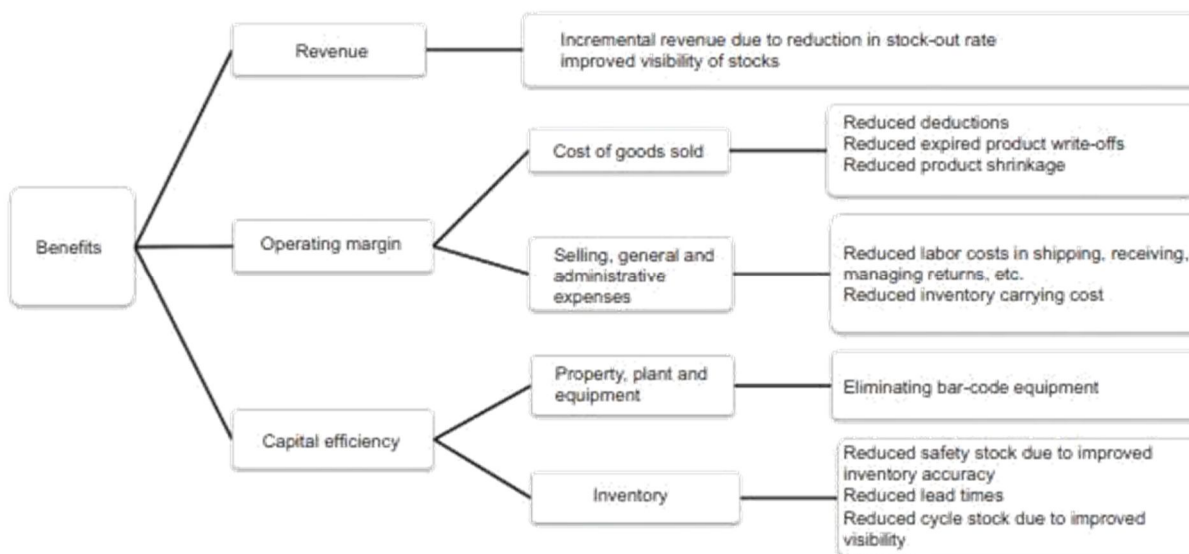 Benefits
Revenue
Incremental revenue due to reduction in stock-out rate
improved visibility of stocks
Operating margin
Cost of goods sold
Reduced deductions
Reduced expired product write-offs
Reduced product shrinkage
Selling, general and
administrative
expenses
Reduced labor costs in shipping, receiving,
managing returns, etc.
Reduced inventory carrying cost
Capital efficiency
Property, plant and
equipment
Eliminating bar-code equipment
Inventory
Reduced safety stock due to improved
inventory accuracy
Reduced lead times
Reduced cycle stock due to improved
visibility